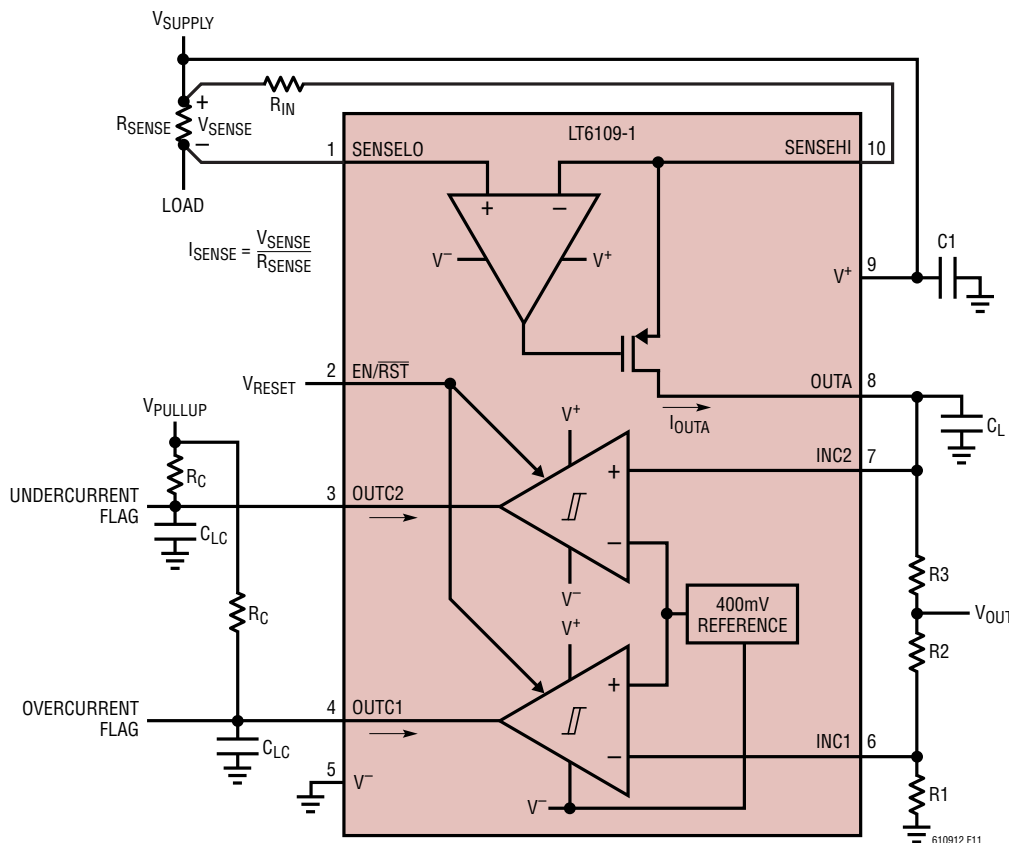 VSUPPLY
RIN
RSENSE
+
VSENSE
–
LOAD
ISENSE = VSENSE
RSENSE
LT6109-1
1
SENSELO
SENSEHI
10
+
–
V–
V+
V+
9
C1
2
EN/RST
VRESET
OUTA
8
IOUTA
CL
VPULLUP
RC
V+
INC2
7
+
UNDERCURRENT
FLAG
3
OUTC2
CLC
–
V–
R3
RC
400mV
REFERENCE
VOUT
V+
R2
+
OVERCURRENT
FLAG
4
OUTC1
CLC
INC1
6
–
5
V–
V–
R1
610912 F11